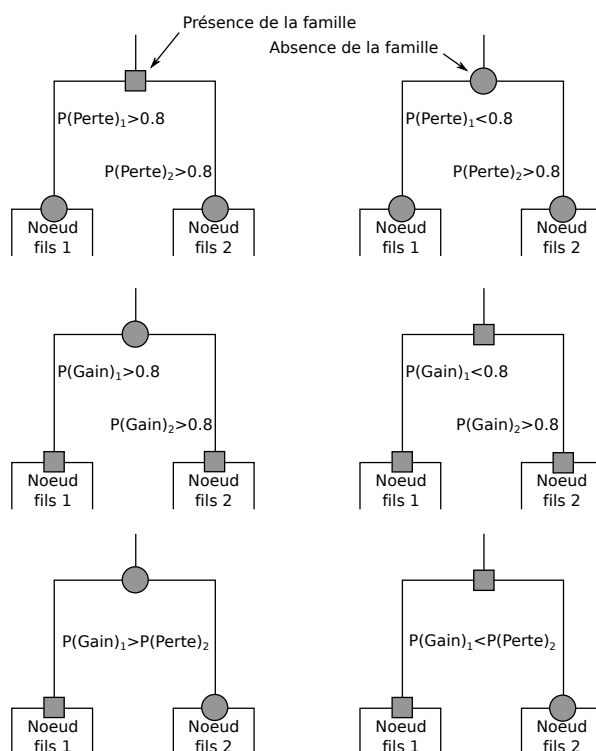 Présence de la famille
Absence de la famille
P(Perte)₁>0.8
P(Perte)₂>0.8
Noeud
fils 1
Noeud
fils 2
P(Perte)₁<0.8
P(Perte)₂>0.8
Noeud
fils 1
Noeud
fils 2
P(Gain)₁>0.8
P(Gain)₂>0.8
Noeud
fils 1
Noeud
fils 2
P(Gain)₁<0.8
P(Gain)₂>0.8
Noeud
fils 1
Noeud
fils 2
P(Gain)₁>P(Perte)₂
Noeud
fils 1
Noeud
fils 2
P(Gain)₁<P(Perte)₂
Noeud
fils 1
Noeud
fils 2